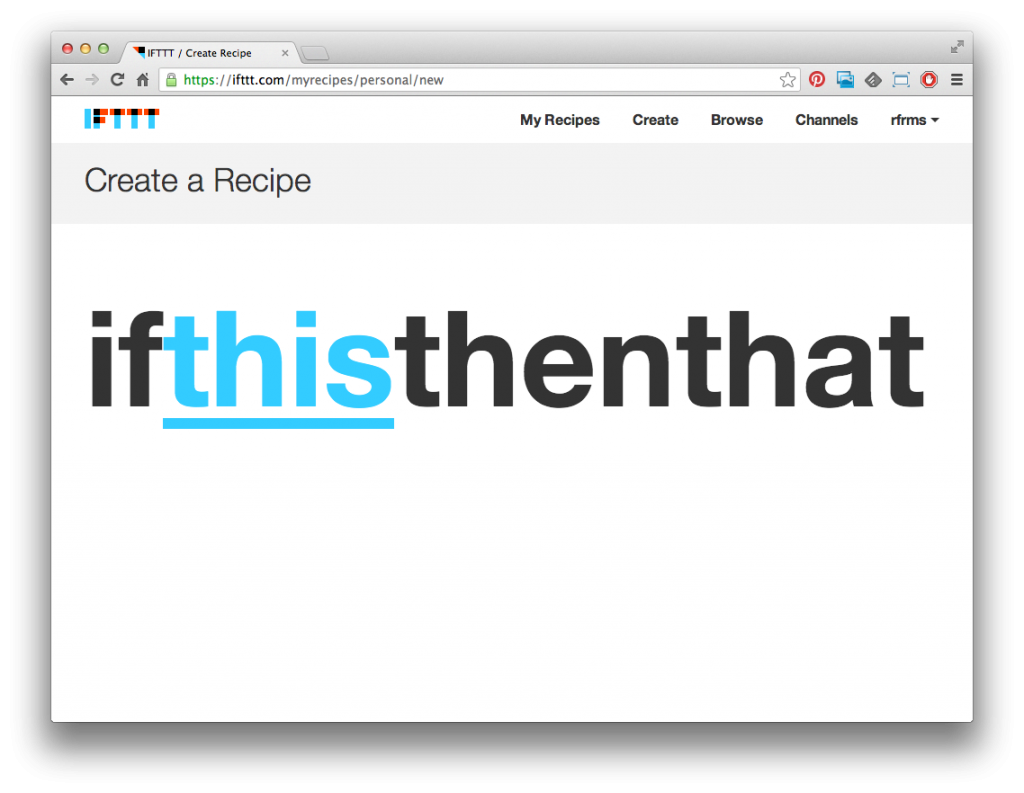 IFTTT / Create Recipe
https://ifttt.com/myrecipes/personal/new
IFTTT
My Recipes Create Browse Channels rfrms
Create a Recipe
ifthisthenthat